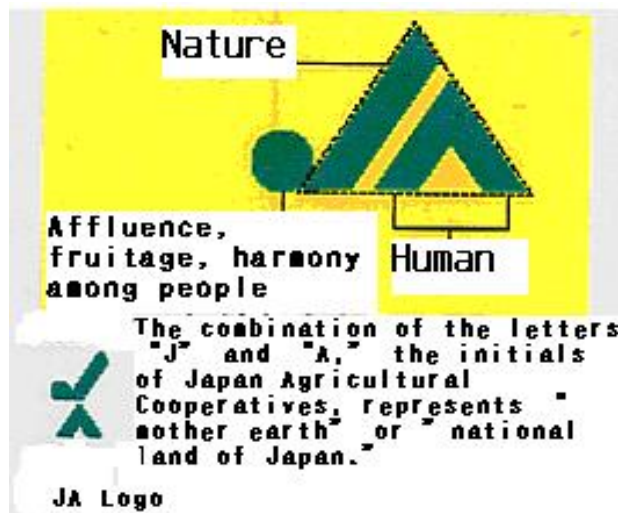 Nature
Affluence,
fruitage, harmony
among people
Human
The combination of the letters
"J" and "A," the initials
of Japan Agricultural
Cooperatives, represents "
mother earth" or " national
land of Japan."
JA Logo